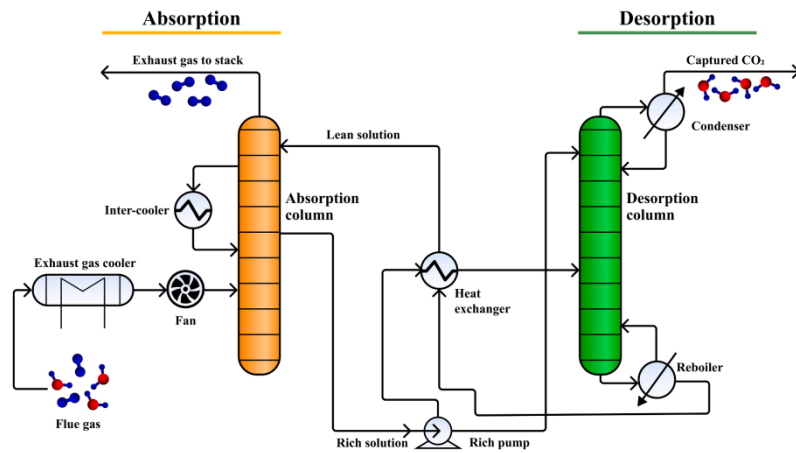 Absorption
Desorption
Exhaust gas to stack
Captured CO₂
Lean solution
Condenser
Inter-cooler
Absorption
column
Desorption
column
Exhaust gas cooler
Fan
Heat
exchanger
Reboiler
Flue gas
Rich solution
Rich pump